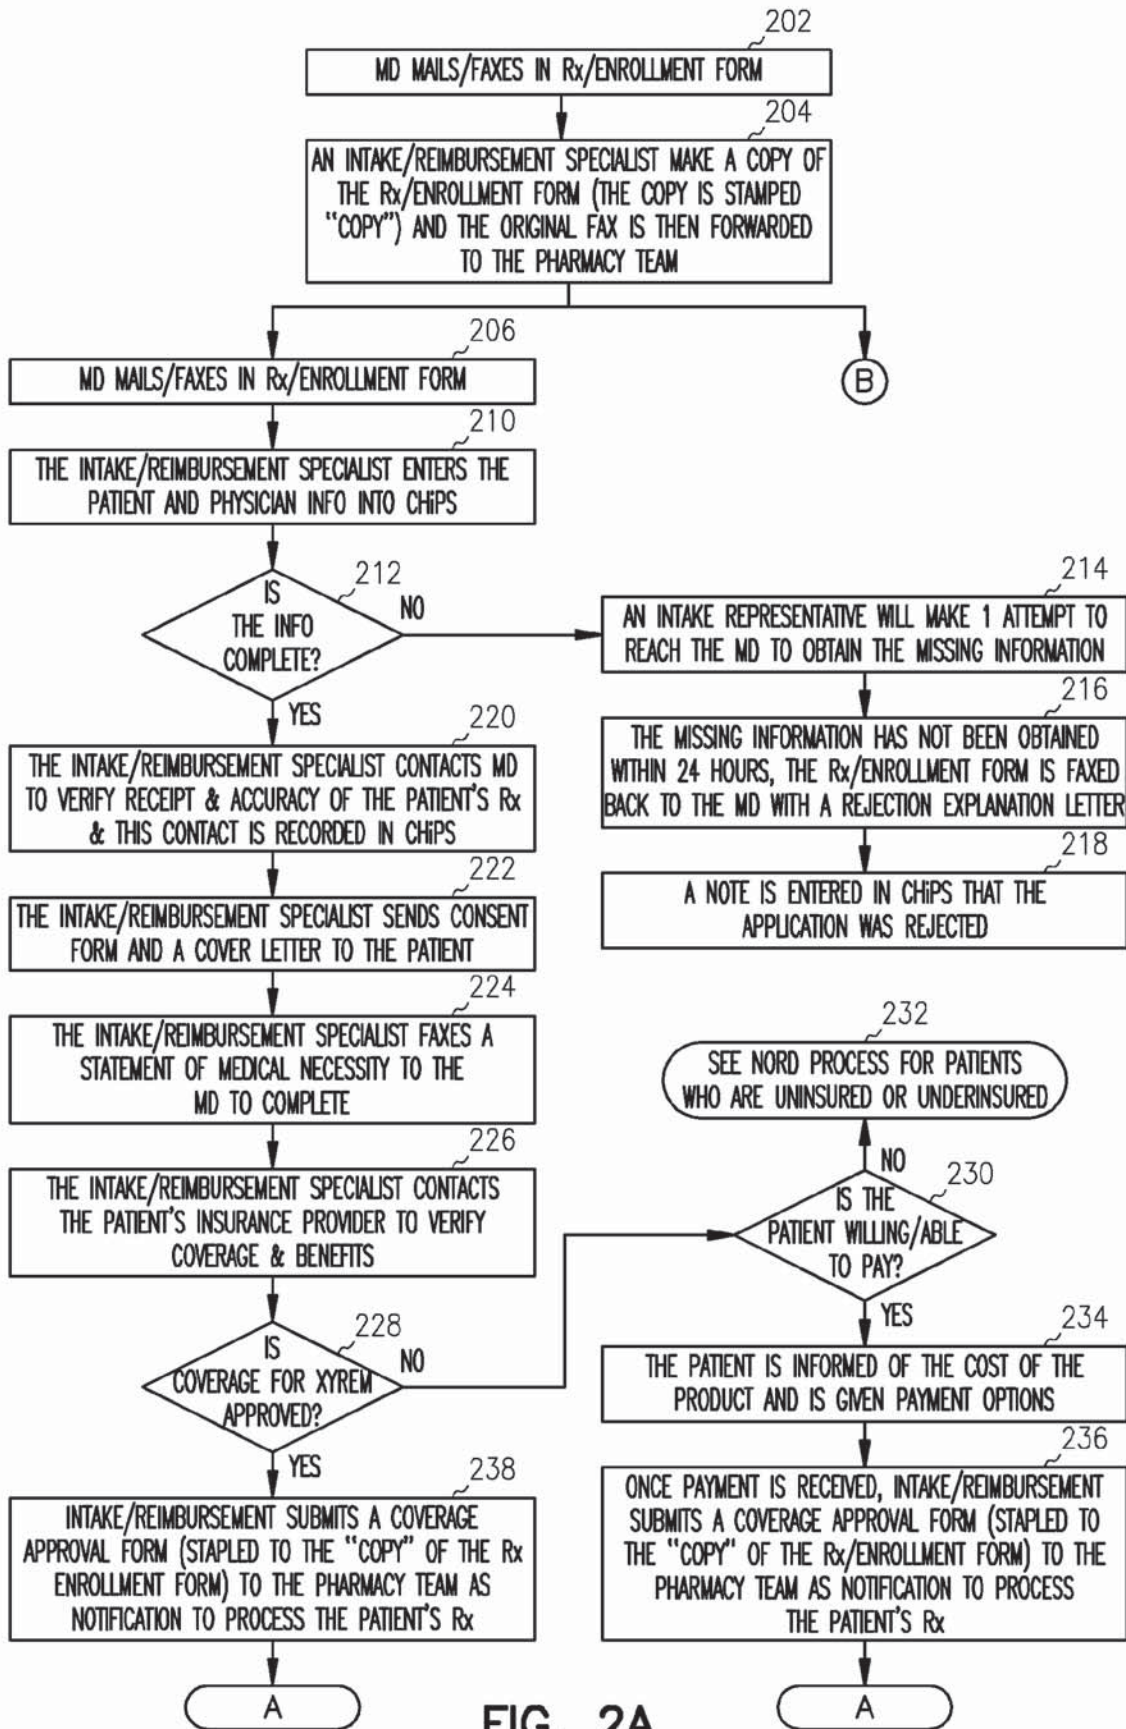 202
MD MAILS/FAXES IN Rx/ENROLLMENT FORM
204
AN INTAKE/REIMBURSEMENT SPECIALIST MAKE A COPY OF
THE Rx/ENROLLMENT FORM (THE COPY IS STAMPED
"COPY") AND THE ORIGINAL FAX IS THEN FORWARDED
TO THE PHARMACY TEAM
206
MD MAILS/FAXES IN Rx/ENROLLMENT FORM
B
210
THE INTAKE/REIMBURSEMENT SPECIALIST ENTERS THE
PATIENT AND PHYSICIAN INFO INTO CHiPS
212
IS
THE INFO
COMPLETE?
NO
YES
214
AN INTAKE REPRESENTATIVE WILL MAKE 1 ATTEMPT TO
REACH THE MD TO OBTAIN THE MISSING INFORMATION
216
THE MISSING INFORMATION HAS NOT BEEN OBTAINED
WITHIN 24 HOURS, THE Rx/ENROLLMENT FORM IS FAXED
BACK TO THE MD WITH A REJECTION EXPLANATION LETTER
218
A NOTE IS ENTERED IN CHiPS THAT THE
APPLICATION WAS REJECTED
220
THE INTAKE/REIMBURSEMENT SPECIALIST CONTACTS MD
TO VERIFY RECEIPT & ACCURACY OF THE PATIENT'S Rx
& THIS CONTACT IS RECORDED IN CHiPS
222
THE INTAKE/REIMBURSEMENT SPECIALIST SENDS CONSENT
FORM AND A COVER LETTER TO THE PATIENT
224
THE INTAKE/REIMBURSEMENT SPECIALIST FAXES A
STATEMENT OF MEDICAL NECESSITY TO THE
MD TO COMPLETE
226
THE INTAKE/REIMBURSEMENT SPECIALIST CONTACTS
THE PATIENT'S INSURANCE PROVIDER TO VERIFY
COVERAGE & BENEFITS
228
IS
COVERAGE FOR XYREM
APPROVED?
NO
YES
232
SEE NORD PROCESS FOR PATIENTS
WHO ARE UNINSURED OR UNDERINSURED
NO
230
IS THE
PATIENT WILLING/ABLE
TO PAY?
YES
234
THE PATIENT IS INFORMED OF THE COST OF THE
PRODUCT AND IS GIVEN PAYMENT OPTIONS
236
ONCE PAYMENT IS RECEIVED, INTAKE/REIMBURSEMENT
SUBMITS A COVERAGE APPROVAL FORM (STAPLED TO
THE "COPY" OF THE Rx/ENROLLMENT FORM) TO THE
PHARMACY TEAM AS NOTIFICATION TO PROCESS
THE PATIENT'S Rx
238
INTAKE/REIMBURSEMENT SUBMITS A COVERAGE
APPROVAL FORM (STAPLED TO THE "COPY" OF THE Rx
ENROLLMENT FORM) TO THE PHARMACY TEAM AS
NOTIFICATION TO PROCESS THE PATIENT'S Rx
A
A
FIG. 2A